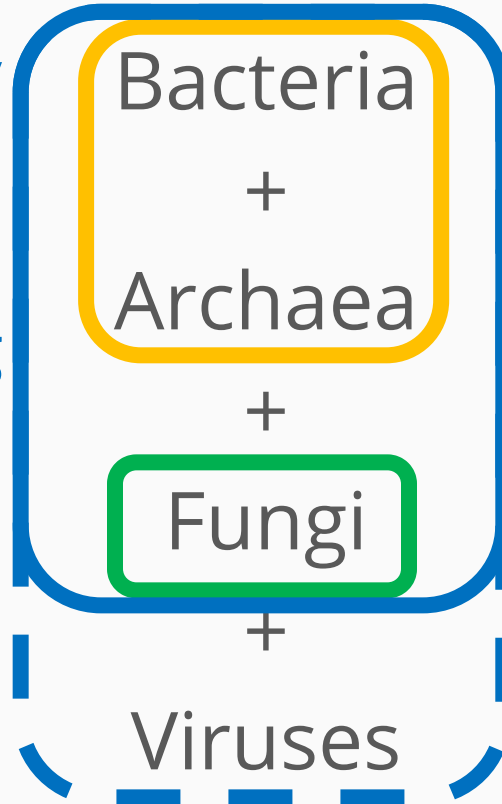 Bacteria
+
Archaea
+
Fungi
+
Viruses